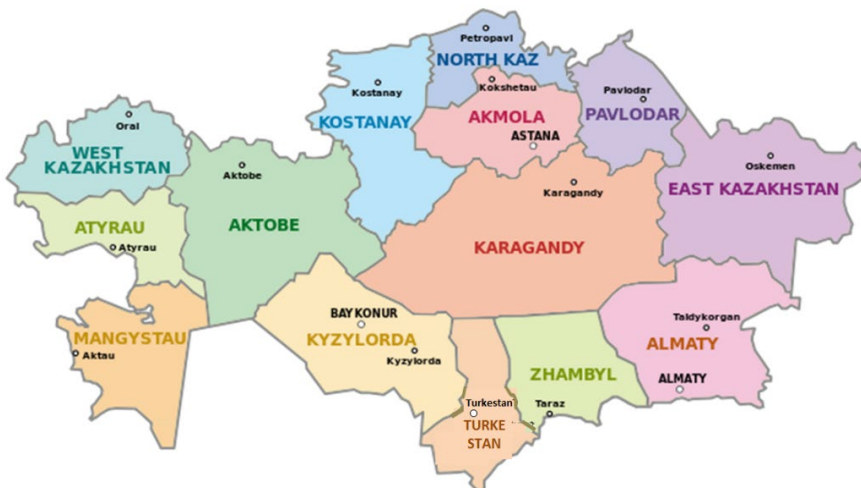 Petropavl
NORTH KAZ
Kostanay
Kokshetau
Pavlodar
Oral
KOSTANAY
AKMOLA
PAVLODAR
ASTANA
WEST
KAZAKHSTAN
Aktobe
Oskemen
Karagandy
EAST KAZAKHSTAN
ATYRAU
AKTOBE
Atyrau
KARAGANDY
BAYKONUR
Taldykorgan
MANGYSTAU
KYZYLORDA
ALMATY
Aktau
Kyzylorda
ZHAMBYL
ALMATY
Turkestan
Taraz
TURKE
STAN